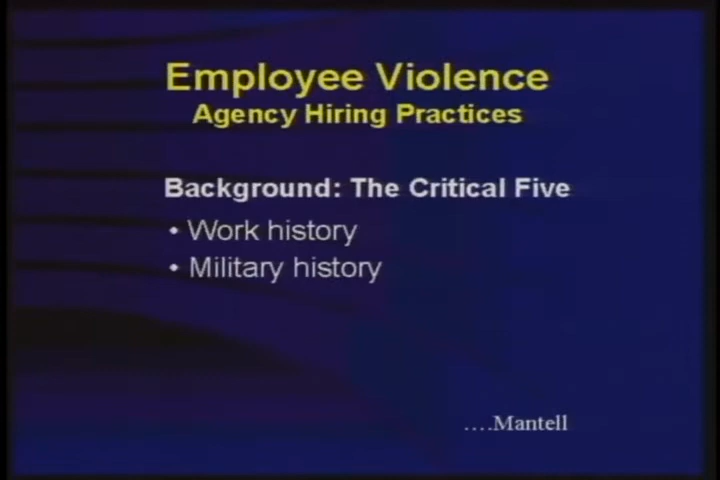 Employee Violence
Agency Hiring Practices
Background: The Critical Five
• Work history
• Military history
....Mantell